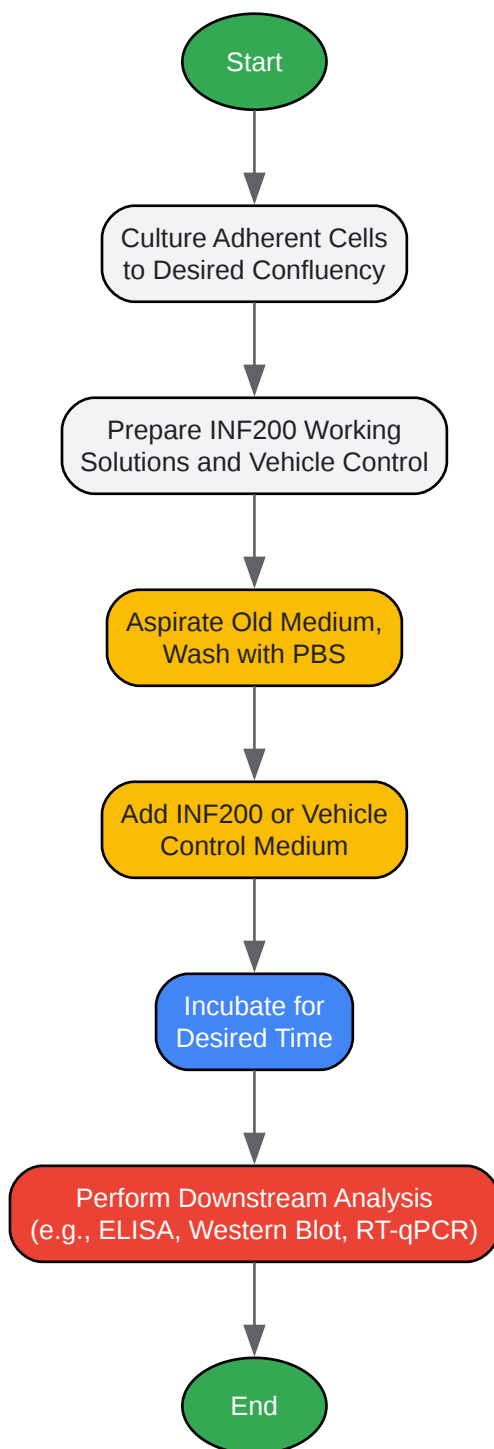 Start
Culture Adherent Cells
to Desired Confluency
Prepare INF200 Working
Solutions and Vehicle Control
Aspirate Old Medium,
Wash with PBS
Add INF200 or Vehicle
Control Medium
Incubate for
Desired Time
Perform Downstream Analysis
(e.g., ELISA, Western Blot, RT-qPCR)
End